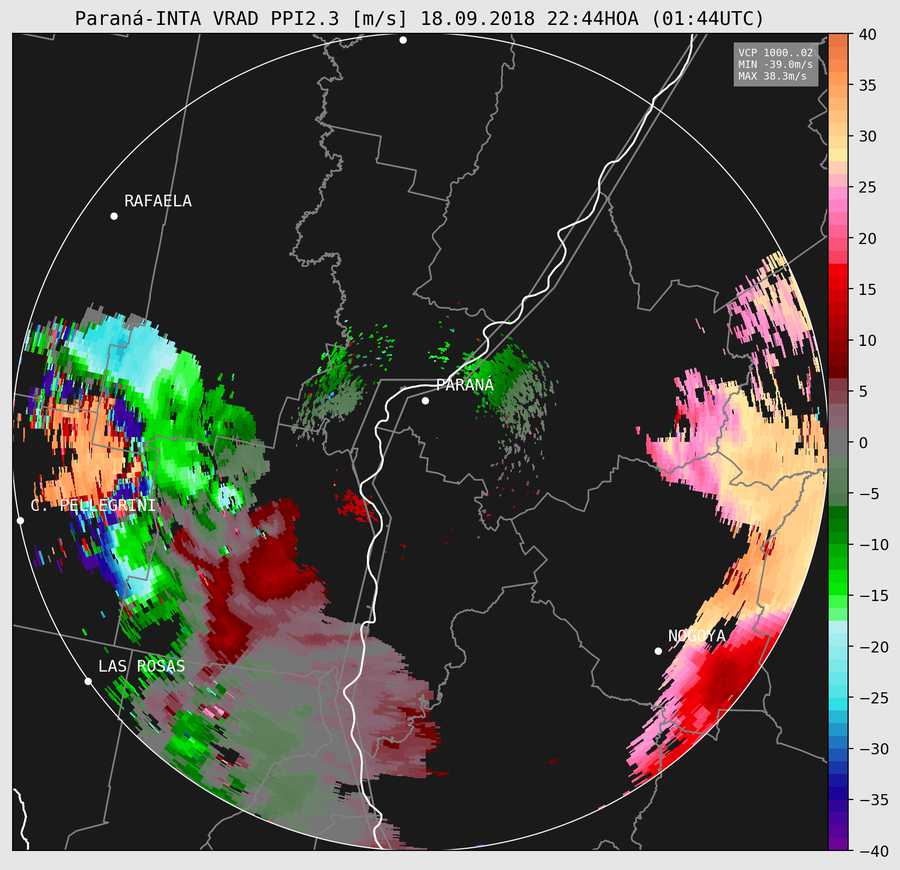 Paraná-INTA VRAD PPI2.3 [m/s] 18.09.2018 22:44HOA (01:44UTC)
VCP 1000..02
MIN -39.0m/s
MAX 38.3m/s
RAFAELA
PARANA
C. PELLEGRINI
NOGOYA
LAS ROSAS
40
35
30
25
20
15
10
5
0
−5
−10
−15
−20
−25
−30
−35
−40